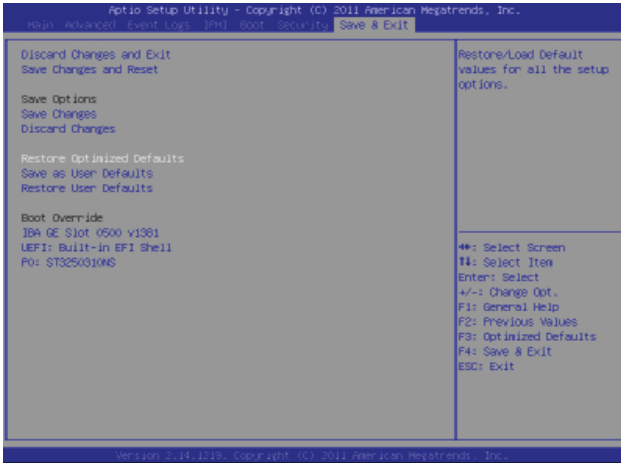 Aptio Setup Utility - Copyright (C) 2011 American Megatrends, Inc.
Main Advanced Event Logs IPMI Boot Security Save & Exit
Discard Changes and Exit
Save Changes and Reset
Save Options
Save Changes
Discard Changes
Restore Optimized Defaults
Save as User Defaults
Restore User Defaults
Boot Override
IBA GE Slot 0500 v1381
UEFI: Built-in EFI Shell
P0: ST3250310NS
Restore/Load Default
values for all the setup
options.
→←: Select Screen
↑↓: Select Item
Enter: Select
+/-: Change Opt.
F1: General Help
F2: Previous Values
F3: Optimized Defaults
F4: Save & Exit
ESC: Exit
Version 2.14.1219. Copyright (C) 2011 American Megatrends, Inc.